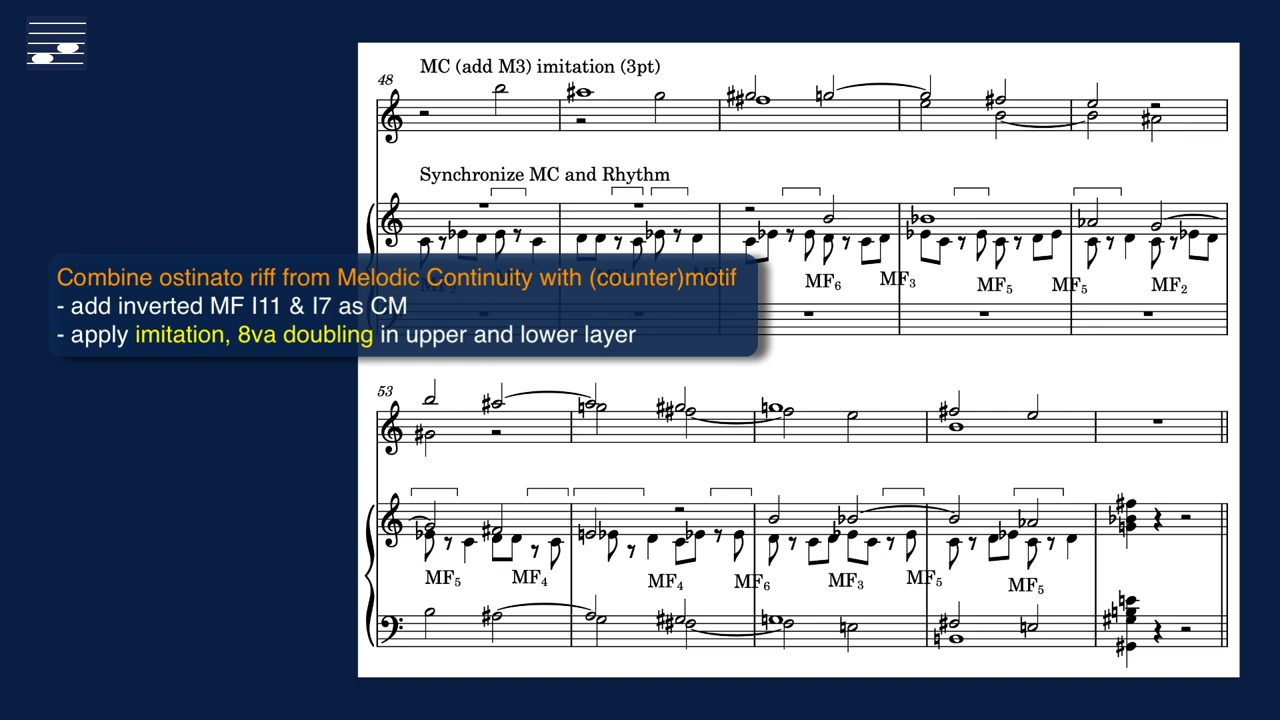 MC (add M3) imitation (3pt)
48
Synchronize MC and Rhythm
Combine ostinato riff from Melodic Continuity with (counter)motif
- add inverted MF I11 & I7 as CM
- apply imitation, 8va doubling in upper and lower layer
MF6 MF3 MF5 MF5 MF2
53
MF5 MF4 MF4 MF6 MF3 MF5 MF5